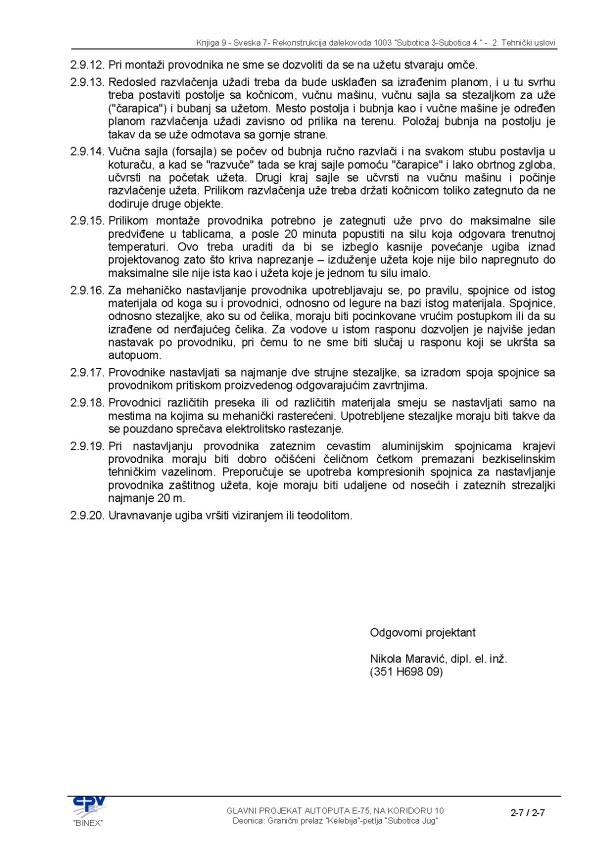 Knjiga 9 - Sveska 7- Rekonstrukcija dalekovoda 1003 "Subotica 3-Subotica 4 " - 2. Tehnički uslovi
2.9.12. Pri montaži provodnika ne sme se dozvoliti da se na užetu stvaraju omče.
2.9.13. Redosled razvlačenja užadi treba da bude usklađen sa izrađenim planom, i u tu svrhu
treba postaviti postolje sa kočnicom, vučnu mašinu, vučnu sajla sa stezaljkom za uže
("čarapica") i bubanj sa užetom. Mesto postolja i bubnja kao i vučne mašine je određen
planom razvlačenja užadi zavisno od prilika na terenu. Položaj bubnja na postolju je
takav da se uže odmotava sa gornje strane.
2.9.14. Vučna sajla (forsajla) se počev od bubnja ručno razvlači i na svakom stubu postavlja u
koturaču, a kad se "razvuče" tada se kraj sajle pomoću "čarapice" i lako obrtnog zgloba,
učvrsti na početak užeta. Drugi kraj sajle se učvrsti na vučnu mašinu i počinje
razvlačenje užeta. Prilikom razvlačenja uže treba držati kočnicom toliko zategnuto da ne
dodiruje druge objekte.
2.9.15. Prilikom montaže provodnika potrebno je zategnuti uže prvo do maksimalne sile
predviđene u tablicama, a posle 20 minuta popustiti na silu koja odgovara trenutnoj
temperaturi. Ovo treba uraditi da bi se izbeglo kasnije povećanje ugiba iznad
projektovanog zato što kriva naprezanje – izduženje užeta koje nije bilo napregnuto do
maksimalne sile nije ista kao i užeta koje je jednom tu silu imalo.
2.9.16. Za mehaničko nastavljanje provodnika upotrebljavaju se, po pravilu, spojnice od istog
materijala od koga su i provodnici, odnosno od legure na bazi istog materijala. Spojnice,
odnosno stezaljke, ako su od čelika, moraju biti pocinkovane vrućim postupkom ili da su
izrađene od nerđajućeg čelika. Za vodove u istom rasponu dozvoljen je najviše jedan
nastavak po provodniku, pri čemu to ne sme biti slučaj u rasponu koji se ukršta sa
autopuom.
2.9.17. Provodnike nastavljati sa najmanje dve strujne stezaljke, sa izradom spoja spojnice sa
provodnikom pritiskom proizvedenog odgovarajućim zavrtnjima.
2.9.18. Provodnici različitih preseka ili od različitih materijala smeju se nastavljati samo na
mestima na kojima su mehanički rasterećeni. Upotrebljene stezaljke moraju biti takve da
se pouzdano sprečava elektrolitsko rastezanje.
2.9.19. Pri nastavljanju provodnika zateznim cevastim aluminijskim spojnicama krajevi
provodnika moraju biti dobro očišćeni čeličnom četkom premazani bezkiselinskim
tehničkim vazelinom. Preporučuje se upotreba kompresionih spojnica za nastavljanje
provodnika zaštitnog užeta, koje moraju biti udaljene od nosećih i zateznih strezaljki
najmanje 20 m.
2.9.20. Uravnavanje ugiba vršiti viziranjem ili teodolitom.
Odgovorni projektant
Nikola Maravić, dipl. el. inž.
(351 H698 09)
CPV
"BINEX"
GLAVNI PROJEKAT AUTOPUTA E-75, NA KORIDORU 10
Deonica: Granični prelaz "Kelebija"-petlja "Subotica Jug"
2-7 / 2-7